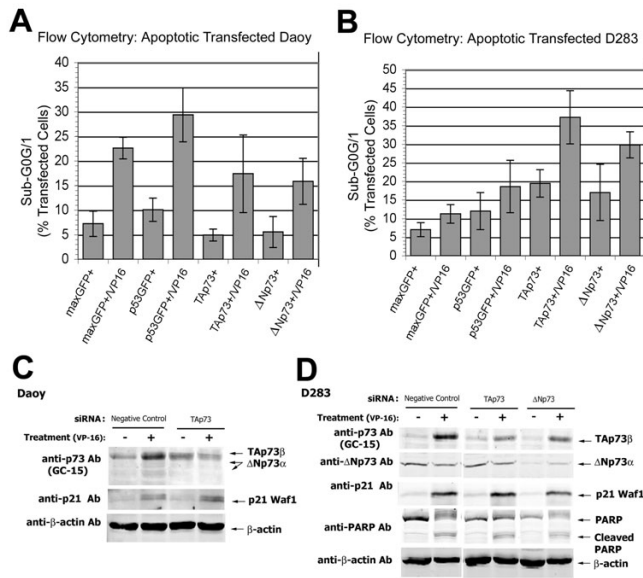 A
Flow Cytometry: Apoptotic Transfected Daoy
Sub-G0G/1
(% Transfected Cells)
40
35
30
25
20
15
10
5
0
maxGFP+
maxGFP+/VP16
p53GFP+
p53GFP+/VP16
TAp73+
TAp73+/VP16
ΔNp73+
ΔNp73+/VP16
B
Flow Cytometry: Apoptotic Transfected D283
Sub-G0G/1
(% Transfected Cells)
50
45
40
35
30
25
20
15
10
5
0
maxGFP+
maxGFP+/VP16
p53GFP+
p53GFP+/VP16
TAp73+
TAp73+/VP16
ΔNp73+
ΔNp73+/VP16
C
Daoy
siRNA: Negative Control TAp73
Treatment (VP-16): - + - +
anti-p73 Ab
(GC-15)
TAp73β
ΔNp73α
anti-p21 Ab
p21 Waf1
anti-β-actin Ab
β-actin
D
D283
siRNA: Negative Control TAp73 ΔNp73
Treatment (VP-16): - + - + - +
anti-p73 Ab
(GC-15)
TAp73β
anti-ΔNp73 Ab
ΔNp73α
anti-p21 Ab
p21 Waf1
anti-PARP Ab
PARP
Cleaved
PARP
anti-β-actin Ab
β-actin